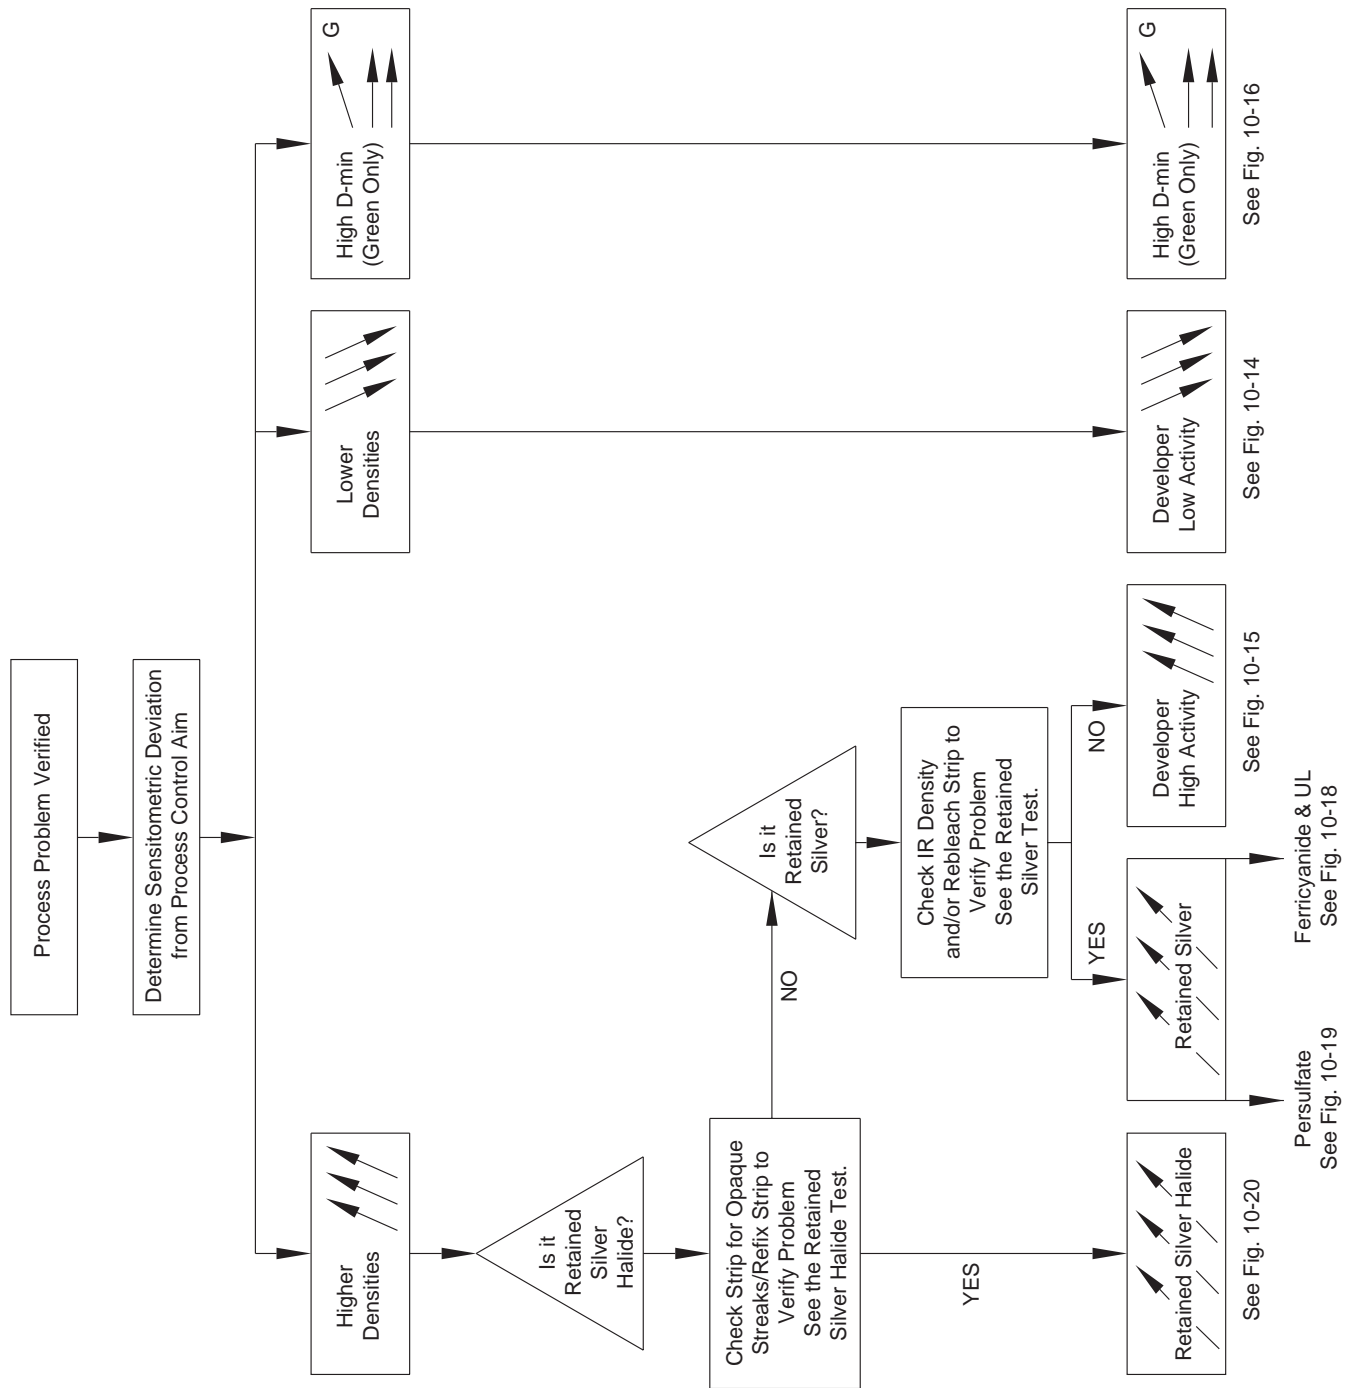 Process Problem Verified
Determine Sensitometric Deviation
from Process Control Aim
Higher
Densities
Lower
Densities
High D-min
(Green Only)
G
Is it
Retained
Silver
Halide?
Check Strip for Opaque
Streaks/Refix Strip to
Verify Problem
See the Retained
Silver Halide Test.
NO
YES
Is it
Retained
Silver?
Check IR Density
and/or Rebleach Strip to
Verify Problem
See the Retained
Silver Test.
YES
NO
Retained Silver Halide
See Fig. 10-20
Retained Silver
Persulfate
See Fig. 10-19
Ferricyanide & UL
See Fig. 10-18
Developer
High Activity
See Fig. 10-15
Developer
Low Activity
See Fig. 10-14
High D-min
(Green Only)
G
See Fig. 10-16